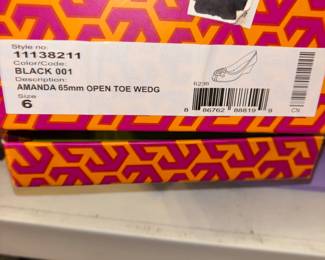 Style no:
11138211
Color/Code:
BLACK 001
Description:
AMANDA 65mm OPEN TOE WEDG
Size
6
6236
8 86762 88819 9
CN